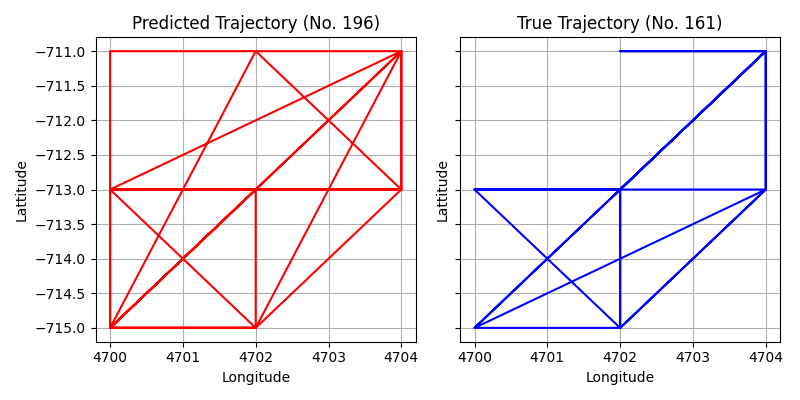 Predicted Trajectory (No. 196)
True Trajectory (No. 161)
Lattitude
−711.0
−711.5
−712.0
−712.5
−713.0
−713.5
−714.0
−714.5
−715.0
4700 4701 4702 4703 4704
Longitude
Lattitude
4700 4701 4702 4703 4704
Longitude